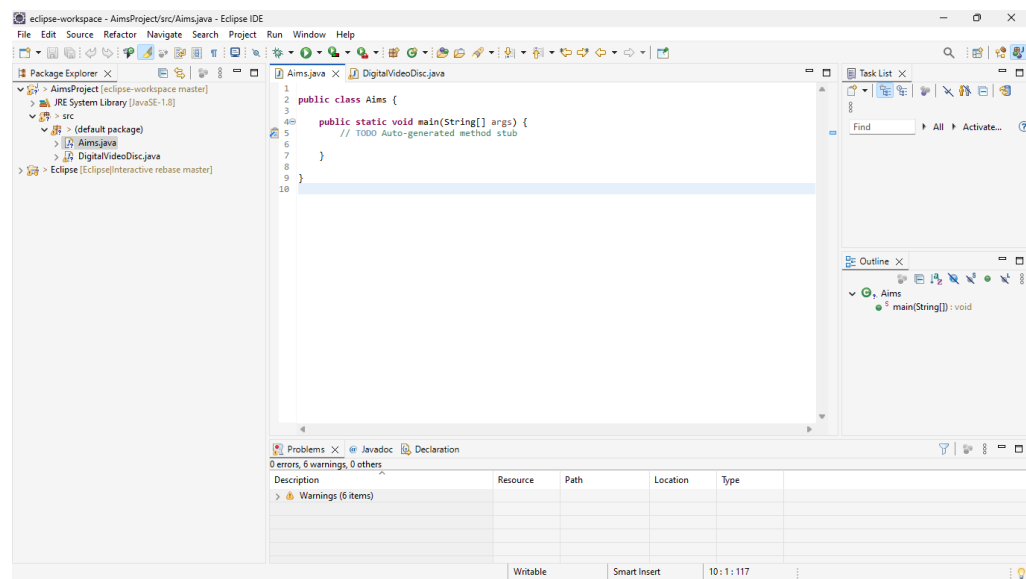 eclipse-workspace - AimsProject/src/Aims.java - Eclipse IDE
File Edit Source Refactor Navigate Search Project Run Window Help
Package Explorer
> AimsProject [eclipse-workspace master]
JRE System Library [JavaSE-1.8]
> src
> (default package)
Aims.java
DigitalVideoDisc.java
> Eclipse [Eclipse|Interactive rebase master]
Aims.java DigitalVideoDisc.java
1
2 public class Aims {
3
4 public static void main(String[] args) {
5 // TODO Auto-generated method stub
6
7 }
8
9 }
10
Task List
Find All Activate...
Outline
Aims
main(String[]) : void
Problems @ Javadoc Declaration
0 errors, 6 warnings, 0 others
Description Resource Path Location Type
Warnings (6 items)
Writable Smart Insert 10 : 1 : 117